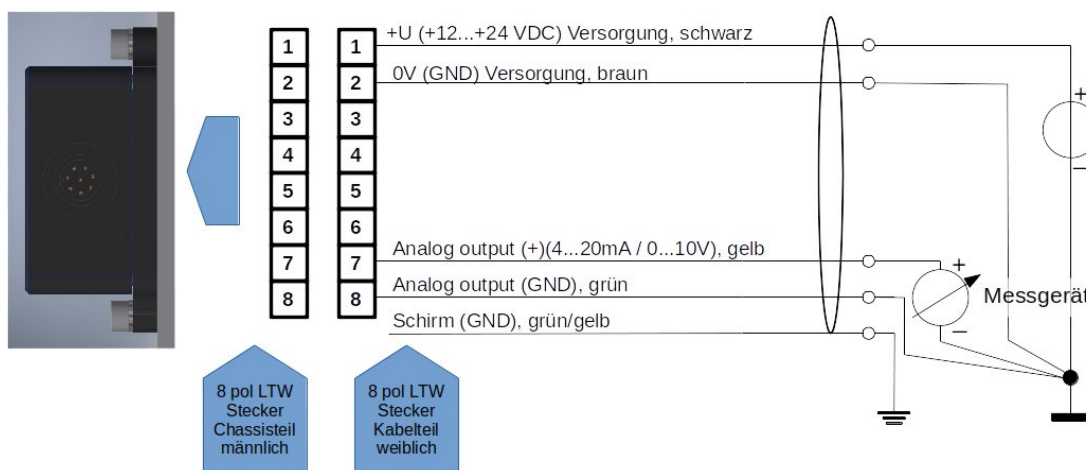 +U (+12...+24 VDC) Versorgung, schwarz
1
1
0V (GND) Versorgung, braun
2
2
+
3
3
4
4
−
5
5
6
6
Analog output (+)(4...20mA / 0...10V), gelb
7
7
+
Messgerät
Analog output (GND), grün
8
8
Schirm (GND), grün/gelb
−
8 pol LTW
Stecker
Chassisteil
männlich
8 pol LTW
Stecker
Kabelteil
weiblich